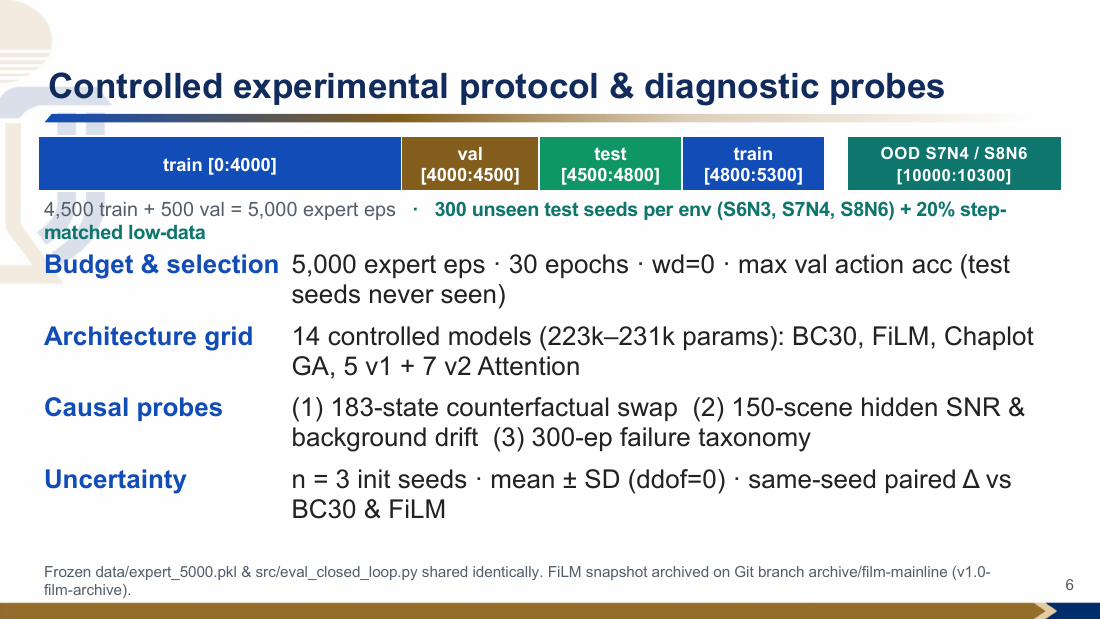 Controlled experimental protocol & diagnostic probes
train [0:4000]
val
[4000:4500]
test
[4500:4800]
train
[4800:5300]
OOD S7N4 / S8N6
[10000:10300]
4,500 train + 500 val = 5,000 expert eps · 300 unseen test seeds per env (S6N3, S7N4, S8N6) + 20% step-
matched low-data
Budget & selection 5,000 expert eps · 30 epochs · wd=0 · max val action acc (test
seeds never seen)
Architecture grid 14 controlled models (223k–231k params): BC30, FiLM, Chaplot
GA, 5 v1 + 7 v2 Attention
Causal probes (1) 183-state counterfactual swap (2) 150-scene hidden SNR &
background drift (3) 300-ep failure taxonomy
Uncertainty n = 3 init seeds · mean ± SD (ddof=0) · same-seed paired Δ vs
BC30 & FiLM
Frozen data/expert_5000.pkl & src/eval_closed_loop.py shared identically. FiLM snapshot archived on Git branch archive/film-mainline (v1.0-
film-archive).
6